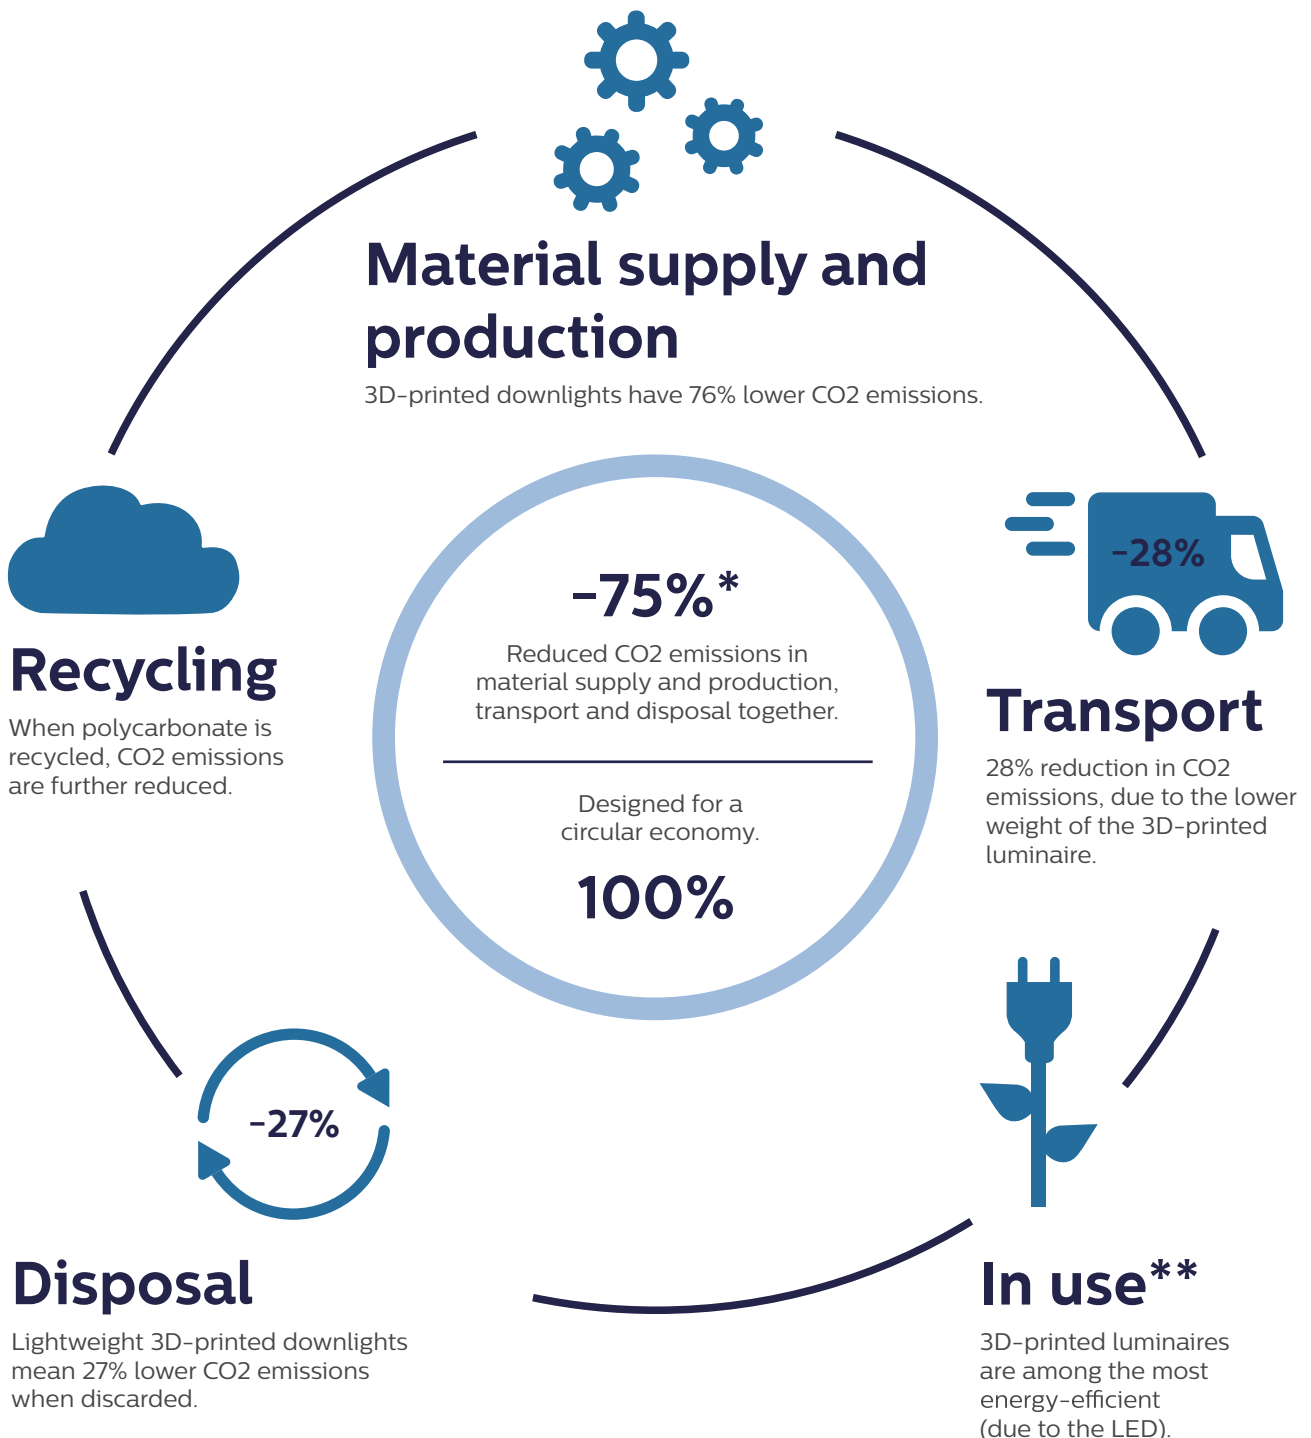 Material supply and
production
3D-printed downlights have 76% lower CO2 emissions.
-28%
Transport
28% reduction in CO2
emissions, due to the lower
weight of the 3D-printed
luminaire.
In use**
3D-printed luminaires
are among the most
energy-efficient
(due to the LED).
-27%
Disposal
Lightweight 3D-printed downlights
mean 27% lower CO2 emissions
when discarded.
Recycling
When polycarbonate is
recycled, CO2 emissions
are further reduced.
-75%*
Reduced CO2 emissions in
material supply and production,
transport and disposal together.
Designed for a
circular economy.
100%